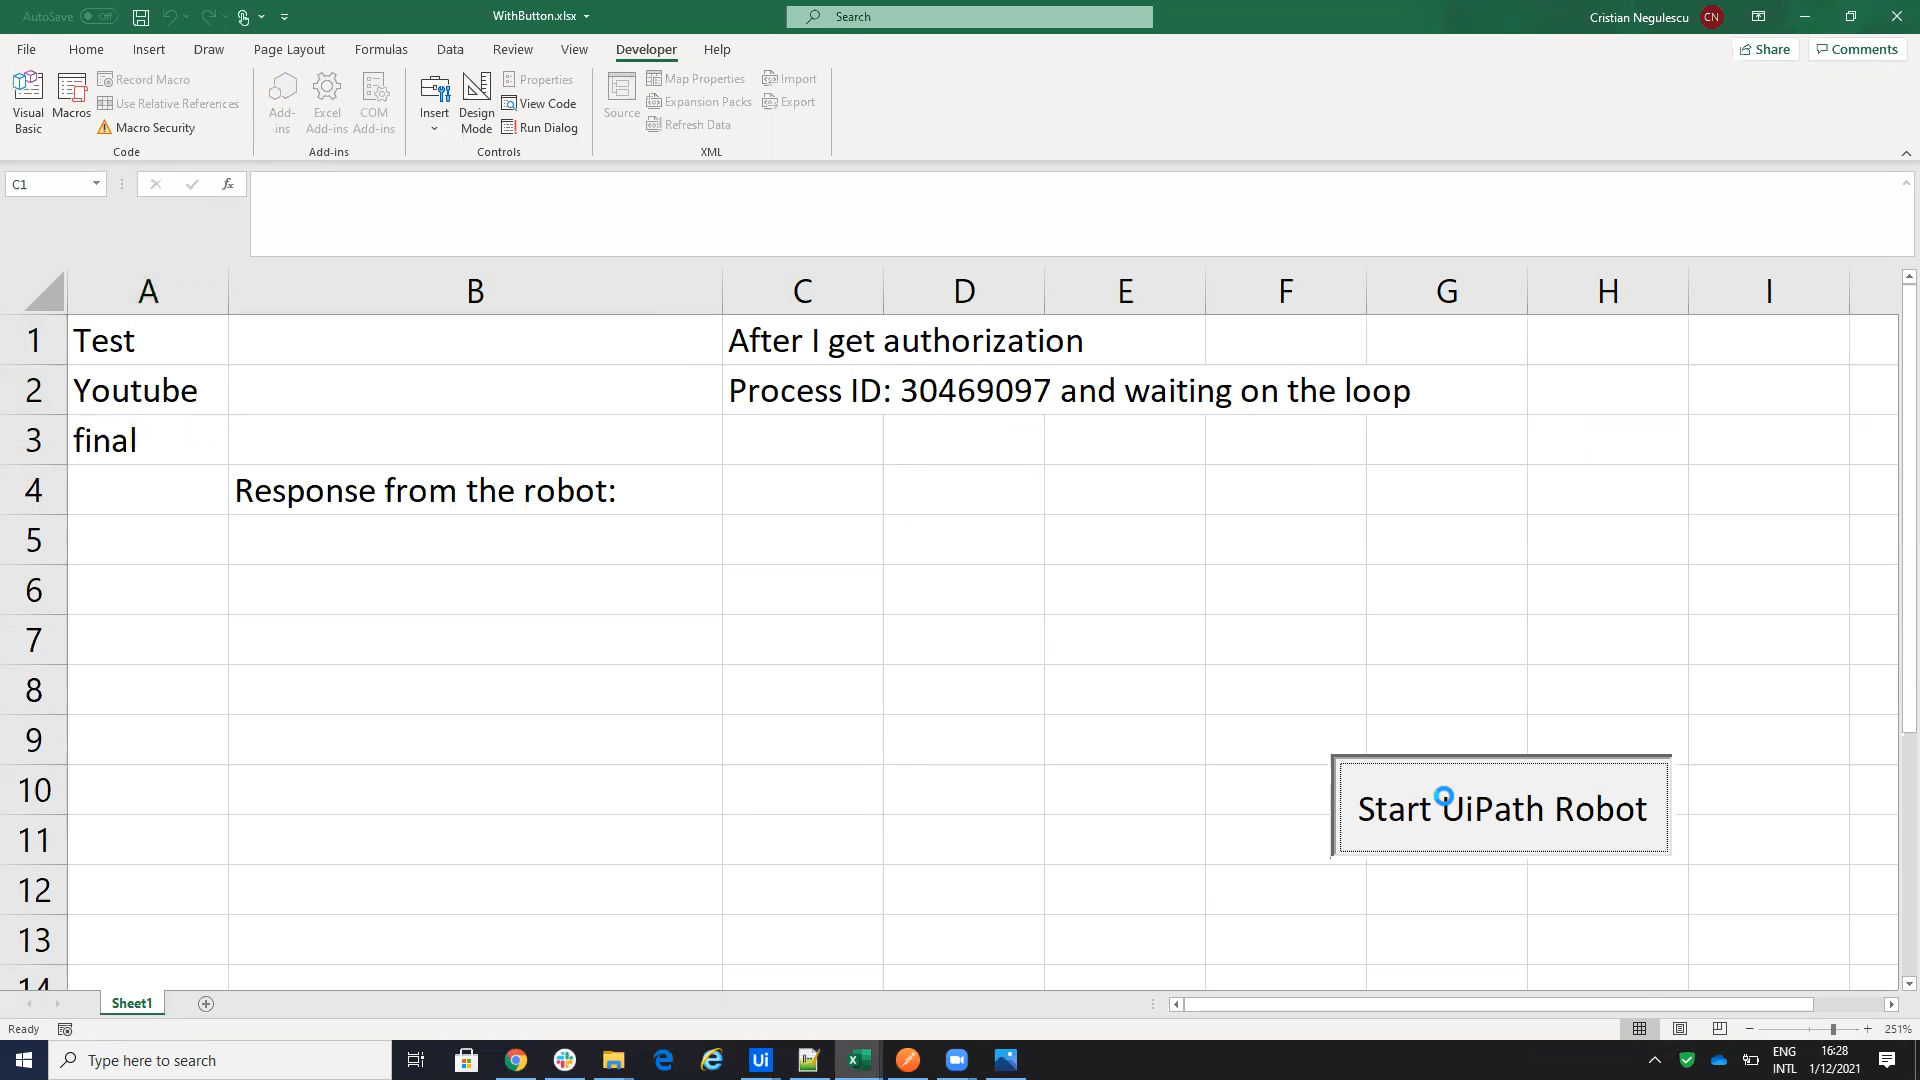 AutoSave Off
WithButton.xlsx
Search
Cristian Negulescu CN
File Home Insert Draw Page Layout Formulas Data Review View Developer Help
Share Comments
Visual Basic
Macros
Record Macro
Use Relative References
Macro Security
Code
Add-ins
Excel Add-ins
COM Add-ins
Add-ins
Insert
Design Mode
Properties
View Code
Run Dialog
Controls
Source
Map Properties
Expansion Packs
Refresh Data
Import
Export
XML
C1
fx
A B C D E F G H I
1 Test After I get authorization
2 Youtube Process ID: 30469097 and waiting on the loop
3 final
4 Response from the robot:
5
6
7
8
9
10
Start UiPath Robot
11
12
13
14
Sheet1
Ready
251%
Type here to search
Ui
ENG
INTL
16:28
1/12/2021